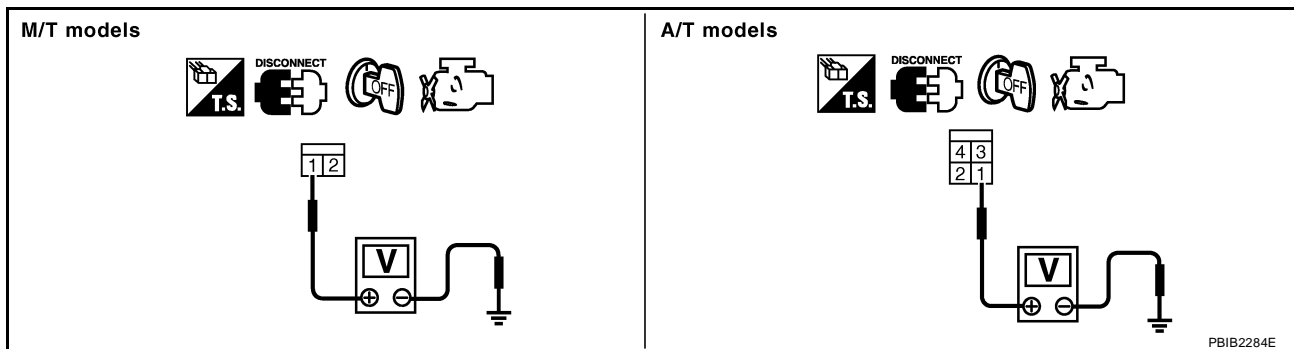 M/T models
DISCONNECT
T.S.
OFF
1 2
V
+ −
A/T models
DISCONNECT
T.S.
OFF
4 3
2 1
V
+ −
PBIB2284E